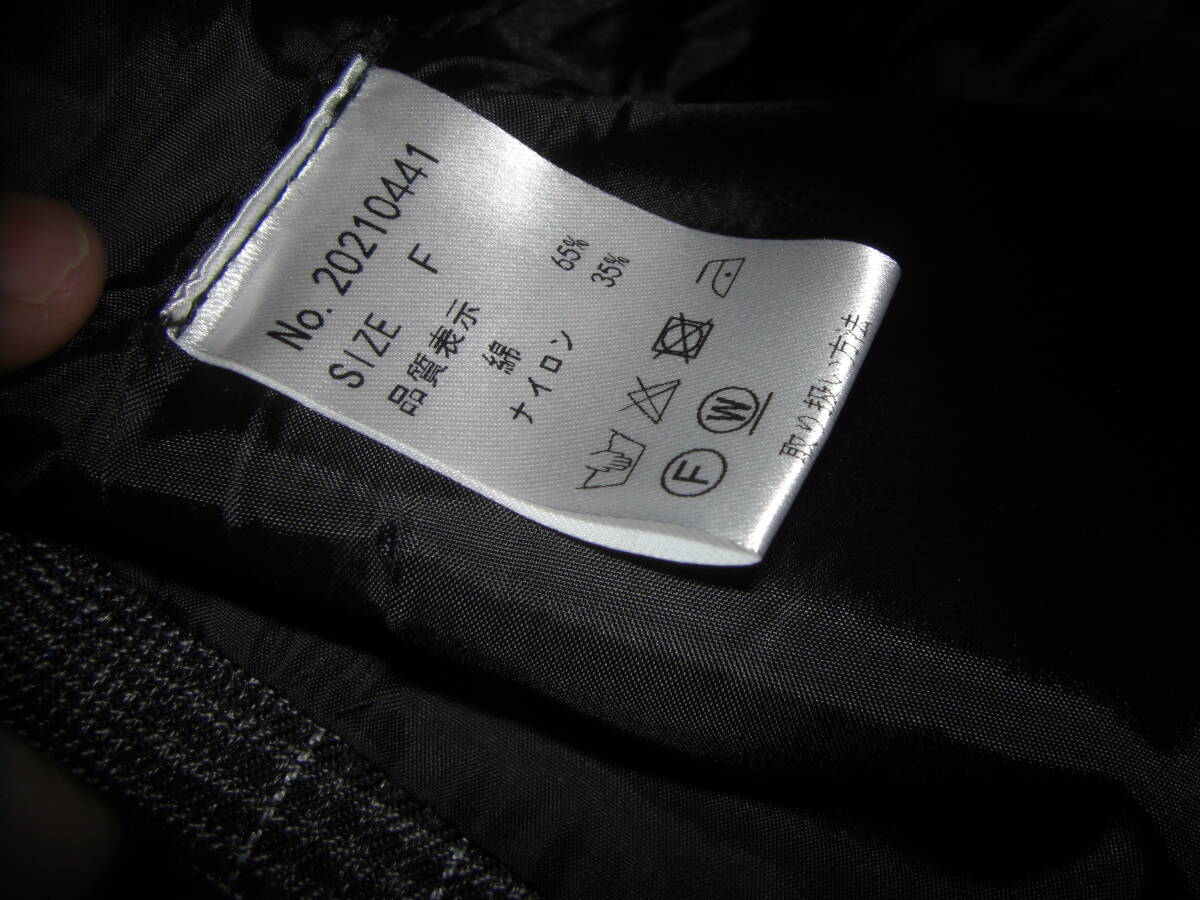 No. 20210441
SIZE F
品質表示
綿 65%
ナイロン 35%
F W
取り扱い方法